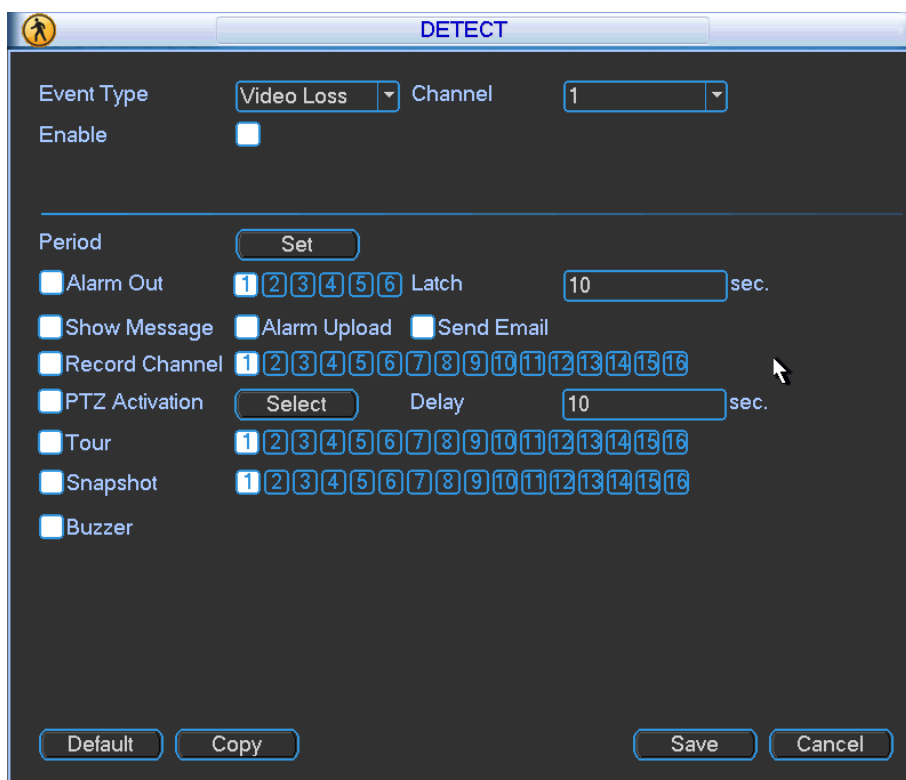 DETECT
Event Type Video Loss Channel 1
Enable
Period Set
Alarm Out 1 2 3 4 5 6 Latch 10 sec.
Show Message Alarm Upload Send Email
Record Channel 1 2 3 4 5 6 7 8 9 10 11 12 13 14 15 16
PTZ Activation Select Delay 10 sec.
Tour 1 2 3 4 5 6 7 8 9 10 11 12 13 14 15 16
Snapshot 1 2 3 4 5 6 7 8 9 10 11 12 13 14 15 16
Buzzer
Default Copy Save Cancel